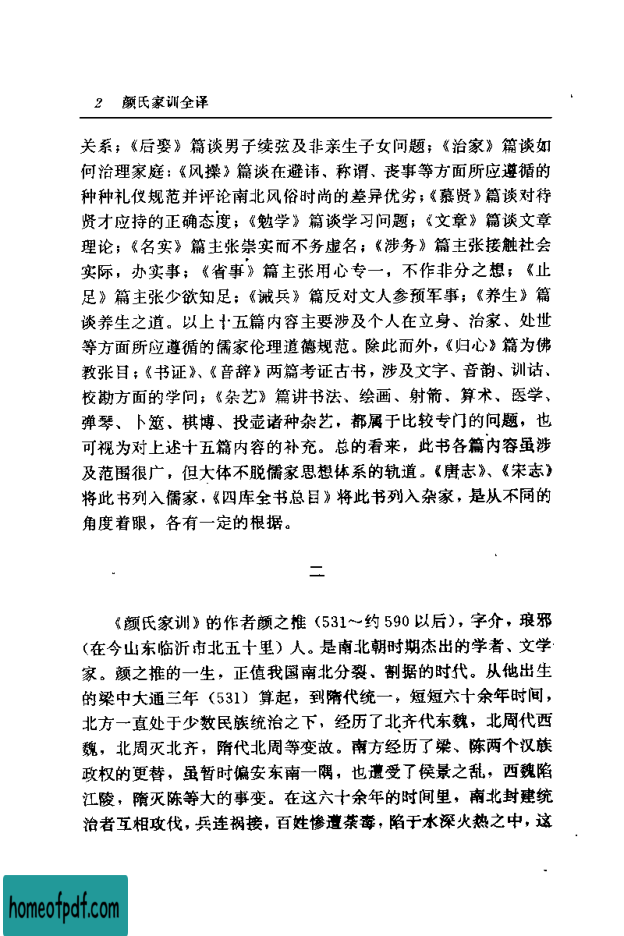 2 颜氏家训全译
关系；《后娶》篇谈男子续弦及非亲生子女问题；《治家》篇谈如
何治理家庭；《风操》篇谈在避讳、称谓、丧事等方面所应遵循的
种种礼仪规范并评论南北风俗时尚的差异优劣；《慕贤》篇谈对待
贤才应持的正确态度；《勉学》篇谈学习问题；《文章》篇谈文章
理论；《名实》篇主张崇实而不务虚名；《涉务》篇主张接触社会
实际，办实事；《省事》篇主张用心专一，不作非分之想；《止
足》篇主张少欲知足；《诫兵》篇反对文人参预军事；《养生》篇
谈养生之道。以上十五篇内容主要涉及个人在立身、治家、处世
等方面所应遵循的儒家伦理道德规范。除此而外，《归心》篇为佛
教张目；《书证》、《音辞》两篇考证古书，涉及文字、音韵、训诂、
校勘方面的学问；《杂艺》篇讲书法、绘画、射箭、算术、医学、
弹琴、卜筮、棋博、投壶诸种杂艺，都属于比较专门的问题，也
可视为对上述十五篇内容的补充。总的看来，此书各篇内容虽涉
及范围很广，但大体不脱儒家思想体系的轨道。《唐志》、《宋志》
将此书列入儒家，《四库全书总目》将此书列入杂家，是从不同的
角度着眼，各有一定的根据。
二
《颜氏家训》的作者颜之推（531～约590以后），字介，琅邪
（在今山东临沂市北五十里）人。是南北朝时期杰出的学者、文学
家。颜之推的一生，正值我国南北分裂、割据的时代。从他出生
的梁中大通三年（531）算起，到隋代统一，短短六十余年时间，
北方一直处于少数民族统治之下，经历了北齐代东魏，北周代西
魏，北周灭北齐，隋代北周等变故。南方经历了梁、陈两个汉族
政权的更替，虽暂时偏安东南一隅，也遭受了侯景之乱，西魏陷
江陵，隋灭陈等大的事变。在这六十余年的时间里，南北封建统
治者互相攻伐，兵连祸接，百姓惨遭荼毒，陷于水深火热之中，这
homeofpdf.com